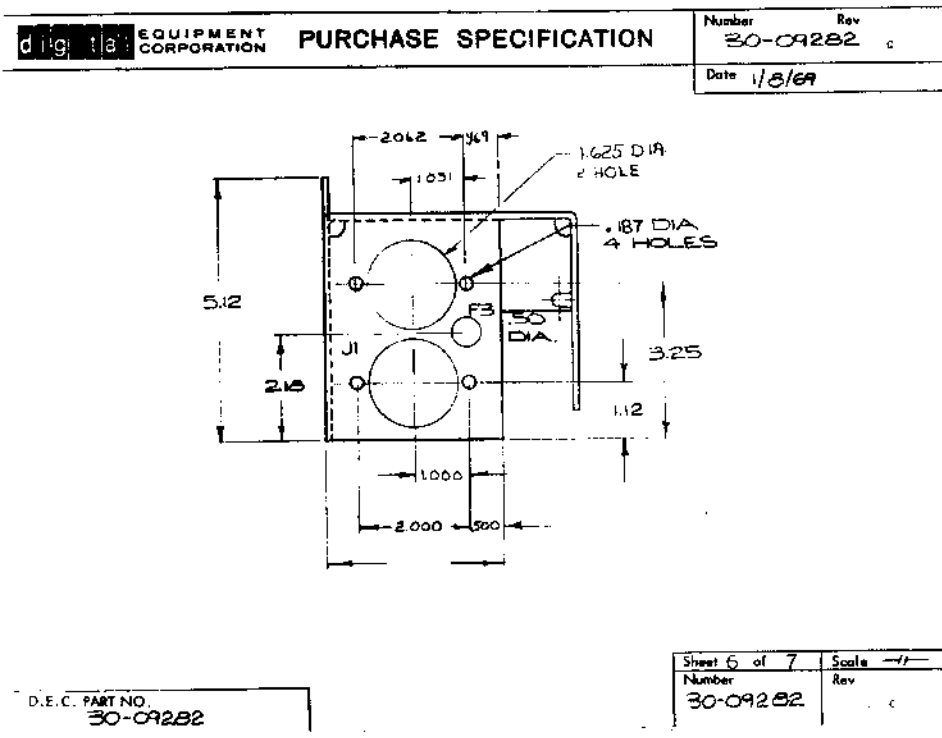 digital EQUIPMENT
CORPORATION
PURCHASE SPECIFICATION
Number Rev
30-09282 C
Date 1/8/69
2.062
1.031
1.625 DIA
2 HOLE
.187 DIA
4 HOLES
5.12
F3
.50
DIA.
J1
3.25
2.18
1.12
1.000
2.000 .500
Sheet 6 of 7 Scale
Number Rev
30-09282 C
D.E.C. PART NO.
30-09282